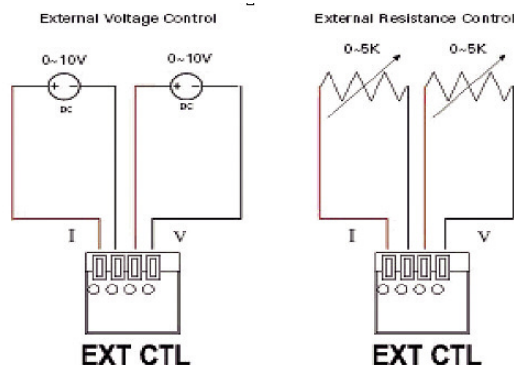 External Voltage Control
0~10V
0~10V
+ -
DC
+ -
DC
I
V
EXT CTL
External Resistance Control
0~5K
0~5K
I
V
EXT CTL